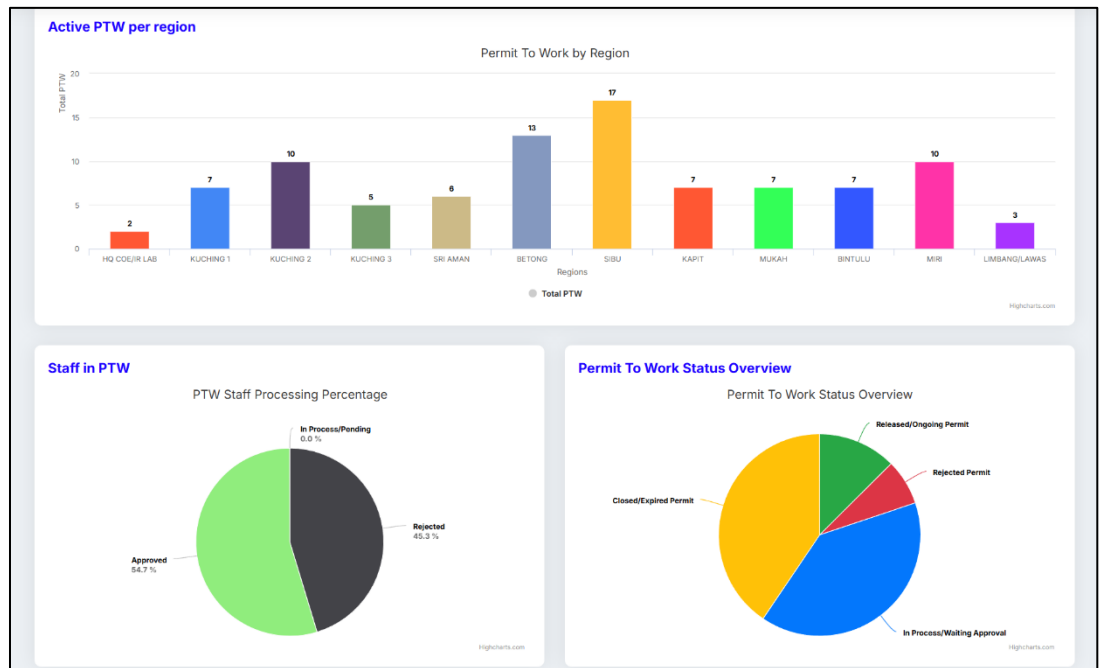 Active PTW per region
Permit To Work by Region
Total PTW
20
15
10
5
0
2
7
10
5
6
13
17
7
7
7
10
3
HQ COE/IR LAB
KUCHING 1
KUCHING 2
KUCHING 3
SRI AMAN
BETONG
SIBU
KAPIT
MUKAH
BINTULU
MIRI
LIMBANG/LAWAS
Regions
Total PTW
Highcharts.com
Staff in PTW
PTW Staff Processing Percentage
In Process/Pending
0.0 %
Rejected
45.3 %
Approved
54.7 %
Highcharts.com
Permit To Work Status Overview
Permit To Work Status Overview
Released/Ongoing Permit
Rejected Permit
Closed/Expired Permit
In Process/Waiting Approval
Highcharts.com